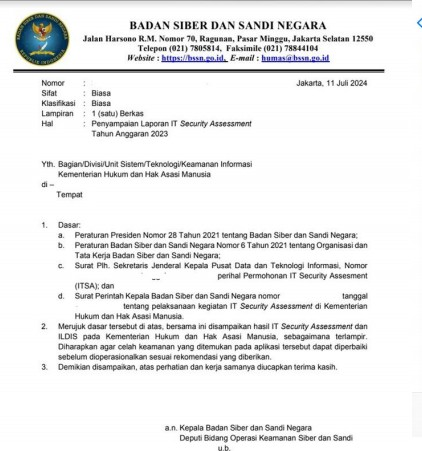 BADAN SIBER DAN SANDI NEGARA
Jalan Harsono R.M. Nomor 70, Ragunan, Pasar Minggu, Jakarta Selatan 12550
Telepon (021) 7805814, Faksimile (021) 78844104
Website : https://bssn.go.id, E-mail : humas@bssn.go.id
Nomor : Jakarta, 11 Juli 2024
Sifat : Biasa
Klasifikasi : Biasa
Lampiran : 1 (satu) Berkas
Hal : Penyampaian Laporan IT Security Assessment
Tahun Anggaran 2023
Yth. Bagian/Divisi/Unit Sistem/Teknologi/Keamanan Informasi
Kementerian Hukum dan Hak Asasi Manusia
di –
Tempat
1. Dasar:
a. Peraturan Presiden Nomor 28 Tahun 2021 tentang Badan Siber dan Sandi Negara;
b. Peraturan Badan Siber dan Sandi Negara Nomor 6 Tahun 2021 tentang Organisasi dan
Tata Kerja Badan Siber dan Sandi Negara;
c. Surat Plh. Sekretaris Jenderal Kepala Pusat Data dan Teknologi Informasi, Nomor
perihal Permohonan IT Security Assesment
(ITSA); dan
d. Surat Perintah Kepala Badan Siber dan Sandi Negara nomor tanggal
tentang pelaksanaan kegiatan IT Security Assessment di Kementerian
Hukum dan Hak Asasi Manusia.
2. Merujuk dasar tersebut di atas, bersama ini disampaikan hasil IT Security Assessment dan
ILDIS pada Kementerian Hukum dan Hak Asasi Manusia, sebagaimana terlampir.
Diharapkan agar celah keamanan yang ditemukan pada aplikasi tersebut dapat diperbaiki
sebelum dioperasionalkan sesuai rekomendasi yang diberikan.
3. Demikian disampaikan, atas perhatian dan kerja samanya diucapkan terima kasih.
a.n. Kepala Badan Siber dan Sandi Negara
Deputi Bidang Operasi Keamanan Siber dan Sandi
u.b.